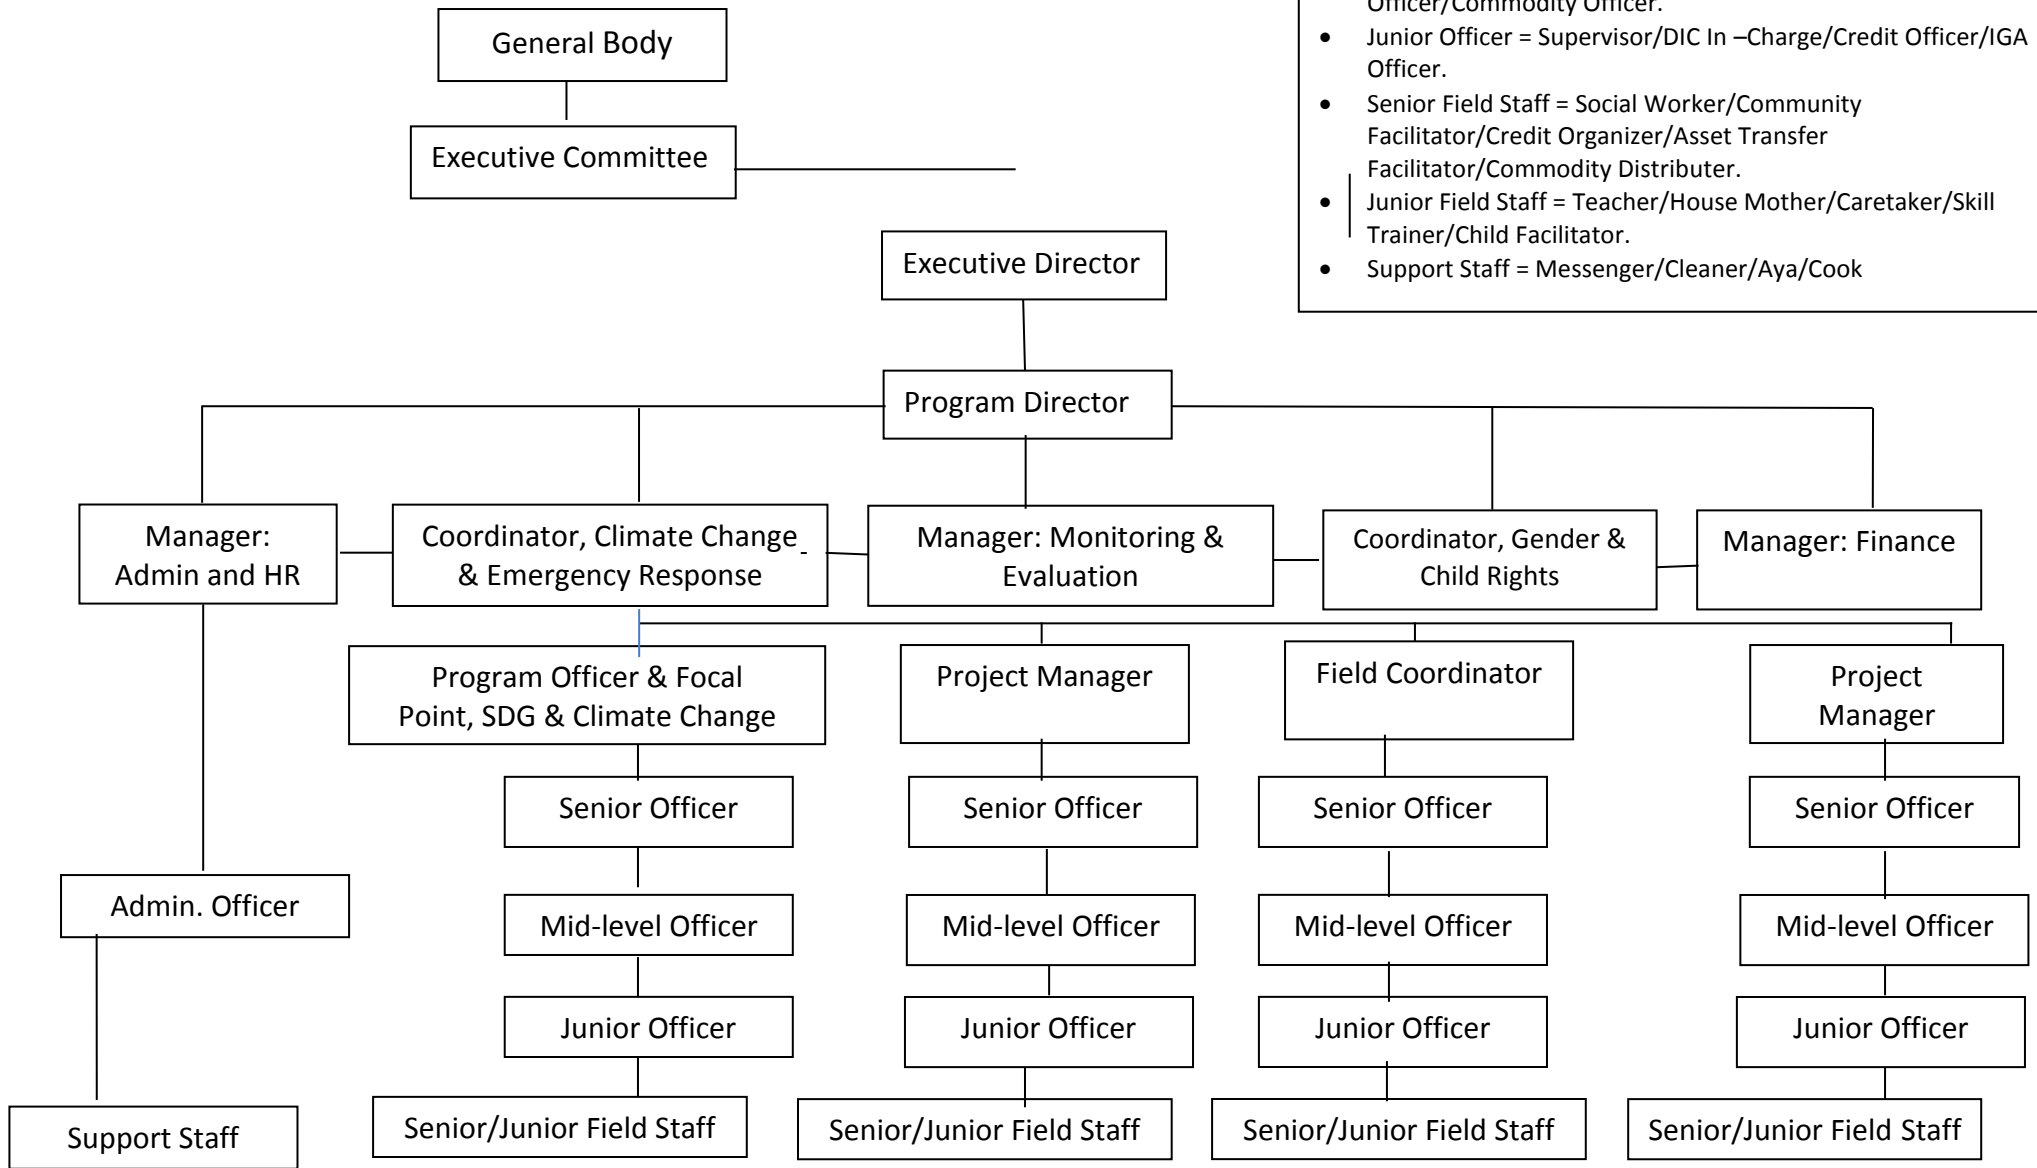 Officer/Commodity Officer.
• Junior Officer = Supervisor/DIC In –Charge/Credit Officer/IGA
Officer.
• Senior Field Staff = Social Worker/Community
Facilitator/Credit Organizer/Asset Transfer
Facilitator/Commodity Distributer.
• Junior Field Staff = Teacher/House Mother/Caretaker/Skill
Trainer/Child Facilitator.
• Support Staff = Messenger/Cleaner/Aya/Cook
General Body
Executive Committee
Executive Director
Program Director
Manager:
Admin and HR
Coordinator, Climate Change
& Emergency Response
Manager: Monitoring &
Evaluation
Coordinator, Gender &
Child Rights
Manager: Finance
Program Officer & Focal
Point, SDG & Climate Change
Project Manager
Field Coordinator
Project
Manager
Senior Officer
Senior Officer
Senior Officer
Senior Officer
Admin. Officer
Mid-level Officer
Mid-level Officer
Mid-level Officer
Mid-level Officer
Junior Officer
Junior Officer
Junior Officer
Junior Officer
Support Staff
Senior/Junior Field Staff
Senior/Junior Field Staff
Senior/Junior Field Staff
Senior/Junior Field Staff